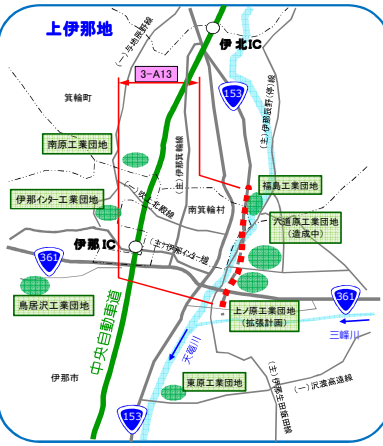 上伊那地
(一)与地辰野線
伊北IC
3-A13
153
(主)伊那辰野(停)線
箕輪町
南原工業団地
(主)伊那箕輪線
福島工業団地
伊那インター工業団地
(一)吹上北殿線
南箕輪村
六道原工業団地
(造成中)
伊那IC
(主)伊那インター線
361
鳥居沢工業団地
中央自動車道
上ノ原工業団地
(拡張計画)
361
三峰川
天竜川
伊那市
東原工業団地
(主)伊那生田飯田線
(一)沢渡高遠線
153